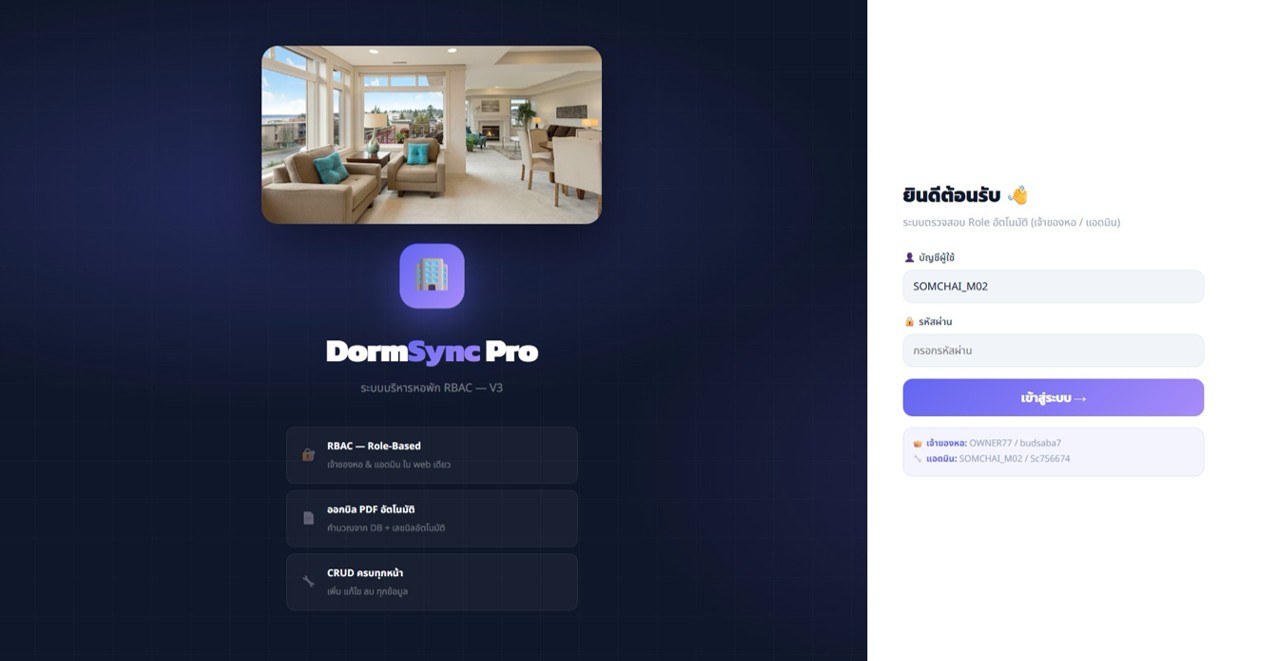 DormSync Pro
ระบบบริหารหอพัก RBAC — V3
RBAC — Role-Based
เจ้าของหอ & แอดมิน ใน web เดียว
ออกบิล PDF อัตโนมัติ
คำนวณจาก DB + เลขบิลอัตโนมัติ
CRUD ครบทุกหน้า
เพิ่ม แก้ไข ลบ ทุกข้อมูล
ยินดีต้อนรับ 👋
ระบบตรวจสอบ Role อัตโนมัติ (เจ้าของหอ / แอดมิน)
👤 บัญชีผู้ใช้
SOMCHAI_M02
🔒 รหัสผ่าน
กรอกรหัสผ่าน
เข้าสู่ระบบ →
เจ้าของหอ: OWNER77 / budsaba7
แอดมิน: SOMCHAI_M02 / Sc756674